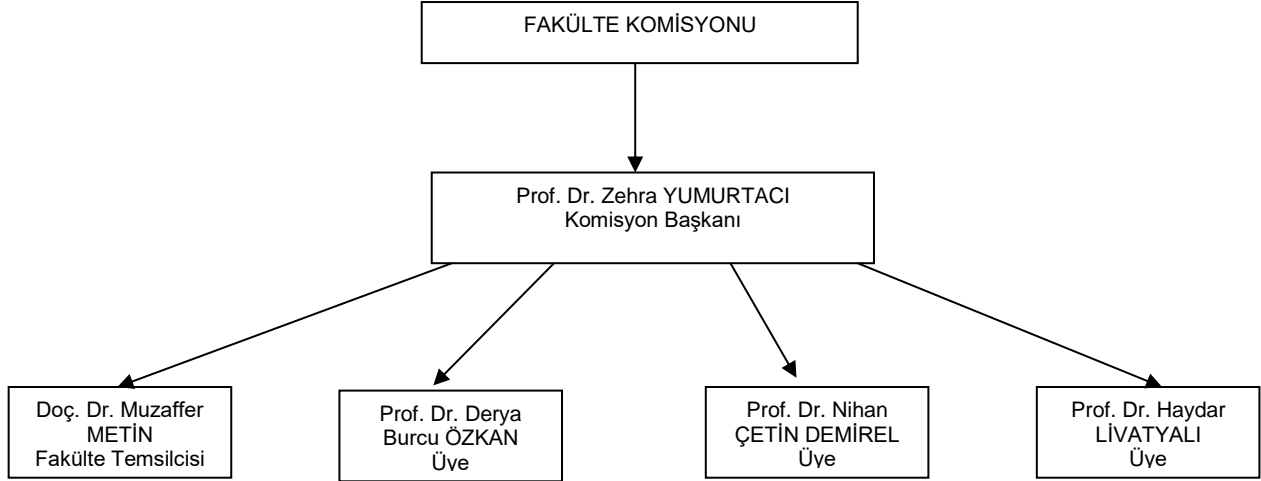 FAKÜLTE KOMİSYONU
Prof. Dr. Zehra YUMURTACI
Komisyon Başkanı
Doç. Dr. Muzaffer
METİN
Fakülte Temsilcisi
Prof. Dr. Derya
Burcu ÖZKAN
Üye
Prof. Dr. Nihan
ÇETİN DEMİREL
Üye
Prof. Dr. Haydar
LİVATYALI
Üye